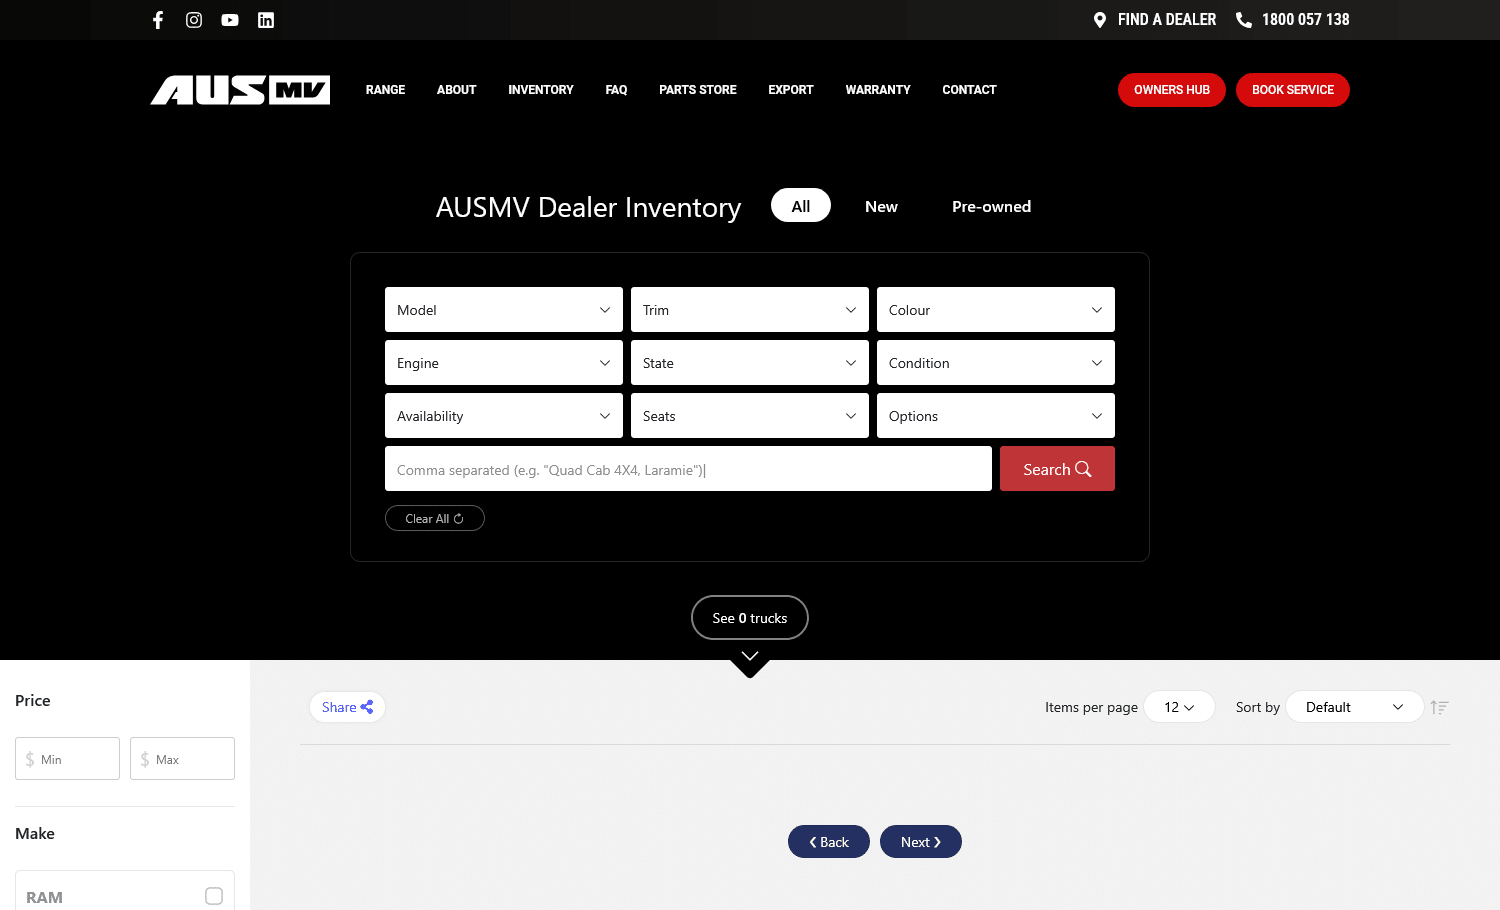 FIND A DEALER 1800 057 138
AUSMV RANGE ABOUT INVENTORY FAQ PARTS STORE EXPORT WARRANTY CONTACT OWNERS HUB BOOK SERVICE
AUSMV Dealer Inventory All New Pre-owned
Model Trim Colour
Engine State Condition
Availability Seats Options
Comma separated (e.g. "Quad Cab 4X4, Laramie")| Search
Clear All
See 0 trucks
Price
Share Items per page 12 Sort by Default
$ Min $ Max
Make
Back Next
RAM